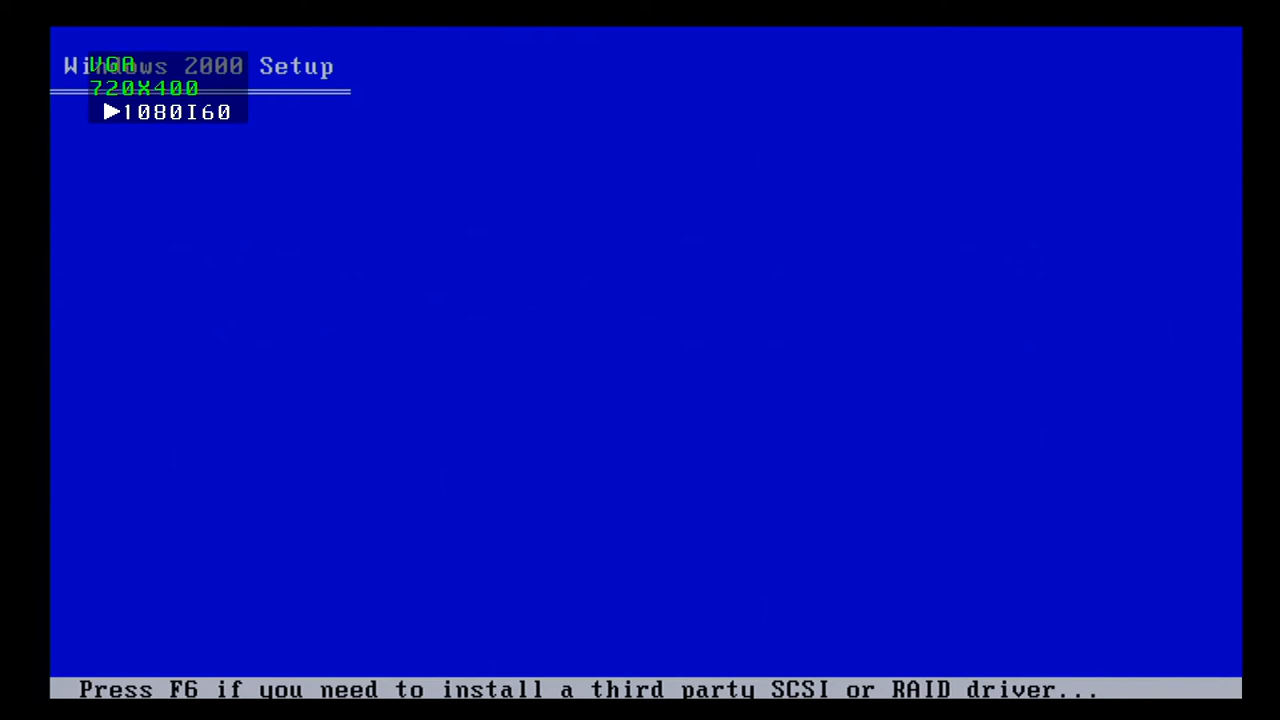 Windows 2000 Setup
VGA
720X400
▶1080I60
Press F6 if you need to install a third party SCSI or RAID driver...